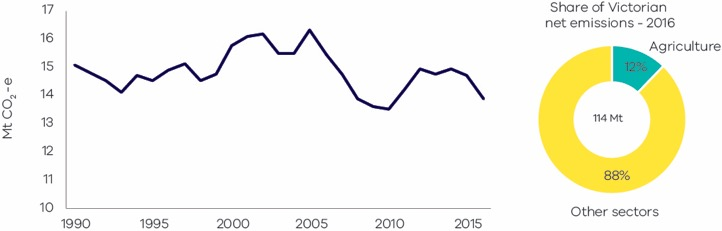 Mt CO2-e
17
16
15
14
13
12
11
10
1990
1995
2000
2005
2010
2015
Share of Victorian
net emissions - 2016
Agriculture
12%
114 Mt
88%
Other sectors